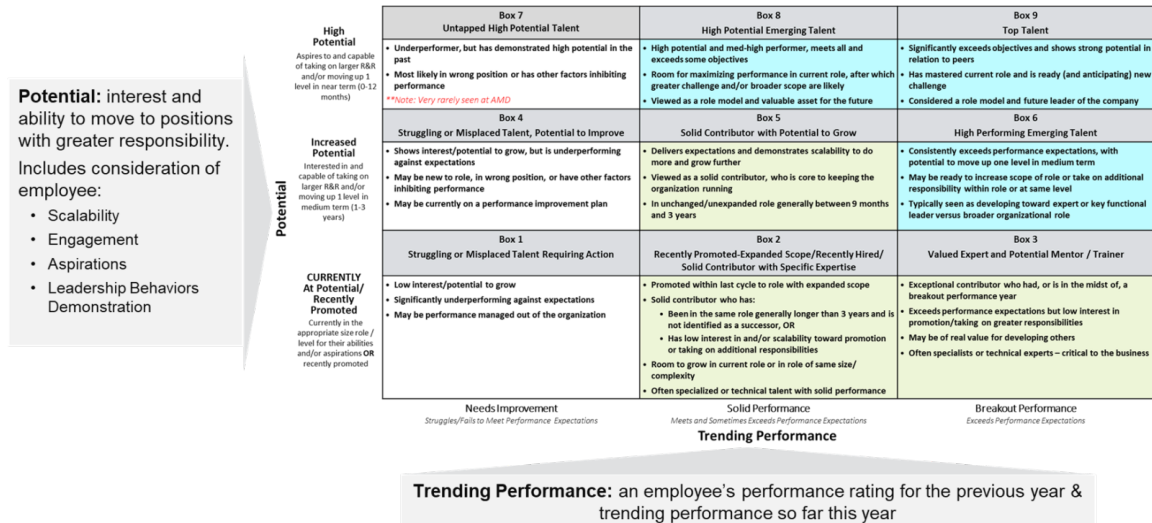 Potential: interest and
ability to move to positions
with greater responsibility.
Includes consideration of
employee:
• Scalability
• Engagement
• Aspirations
• Leadership Behaviors
Demonstration
Potential
High
Potential
Aspires to and capable
of taking on larger R&R
and/or moving up 1
level in near term (0-12
months)
Box 7
Untapped High Potential Talent
• Underperformer, but has demonstrated high potential in the
past
• Most likely in wrong position or has other factors inhibiting
performance
**Note: Very rarely seen at AMD
Box 8
High Potential Emerging Talent
• High potential and med-high performer, meets all and
exceeds some objectives
• Room for maximizing performance in current role, after which
greater challenge and/or broader scope are likely
• Viewed as a role model and valuable asset for the future
Box 9
Top Talent
• Significantly exceeds objectives and shows strong potential in
relation to peers
• Has mastered current role and is ready (and anticipating) new
challenge
• Considered a role model and future leader of the company
Increased
Potential
Interested in and
capable of taking on
larger R&R and/or
moving up 1 level in
medium term (1-3
years)
Box 4
Struggling or Misplaced Talent, Potential to Improve
• Shows interest/potential to grow, but is underperforming
against expectations
• May be new to role, in wrong position, or have other factors
inhibiting performance
• May be currently on a performance improvement plan
Box 5
Solid Contributor with Potential to Grow
• Delivers expectations and demonstrates scalability to do
more and grow further
• Viewed as a solid contributor, who is core to keeping the
organization running
• In unchanged/unexpanded role generally between 9 months
and 3 years
Box 6
High Performing Emerging Talent
• Consistently exceeds performance expectations, with
potential to move up one level in medium term
• May be ready to increase scope of role or take on additional
responsibility within role or at same level
• Typically seen as developing toward expert or key functional
leader versus broader organizational role
CURRENTLY
At Potential/
Recently
Promoted
Currently in the
appropriate size role /
level for their abilities
and/or aspirations OR
recently promoted
Box 1
Struggling or Misplaced Talent Requiring Action
• Low interest/potential to grow
• Significantly underperforming against expectations
• May be performance managed out of the organization
Box 2
Recently Promoted-Expanded Scope/Recently Hired/
Solid Contributor with Specific Expertise
• Promoted within last cycle to role with expanded scope
• Solid contributor who has:
• Been in the same role generally longer than 3 years and is
not identified as a successor, OR
• Has low interest in and/or scalability toward promotion
or taking on additional responsibilities
• Room to grow in current role or in role of same size/
complexity
• Often specialized or technical talent with solid performance
Box 3
Valued Expert and Potential Mentor / Trainer
• Exceptional contributor who had, or is in the midst of, a
breakout performance year
• Exceeds performance expectations but low interest in
promotion/taking on greater responsibilities
• May be of real value for developing others
• Often specialists or technical experts – critical to the business
Needs Improvement
Struggles/Fails to Meet Performance Expectations
Solid Performance
Meets and Sometimes Exceeds Performance Expectations
Breakout Performance
Exceeds Performance Expectations
Trending Performance
Trending Performance: an employee's performance rating for the previous year &
trending performance so far this year